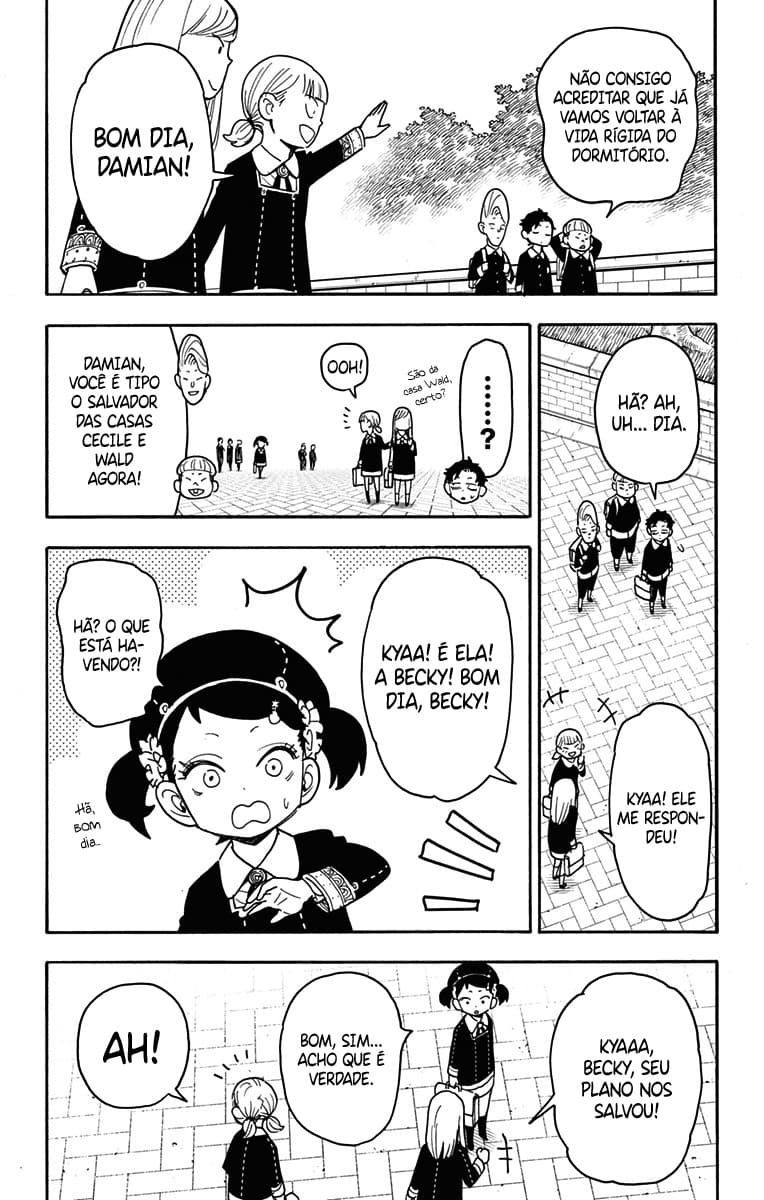 NÃO CONSIGO
ACREDITAR QUE JÁ
VAMOS VOLTAR À
VIDA RÍGIDA DO
DORMITÓRIO.
BOM DIA,
DAMIAN!
HÃ? AH,
UH... DIA.
KYAA! ELE
ME RESPON-
DEU!
.......?
São da
casa Wald,
certo?
OOH!
DAMIAN,
VOCÊ É TIPO
O SALVADOR
DAS CASAS
CECILE E
WALD
AGORA!
KYAA! É ELA!
A BECKY! BOM
DIA, BECKY!
HÃ? O QUE
ESTÁ HA-
VENDO?!
Hã,
BOM
dia...
KYAAA,
BECKY, SEU
PLANO NOS
SALVOU!
BOM, SIM...
ACHO QUE É
VERDADE.
AH!